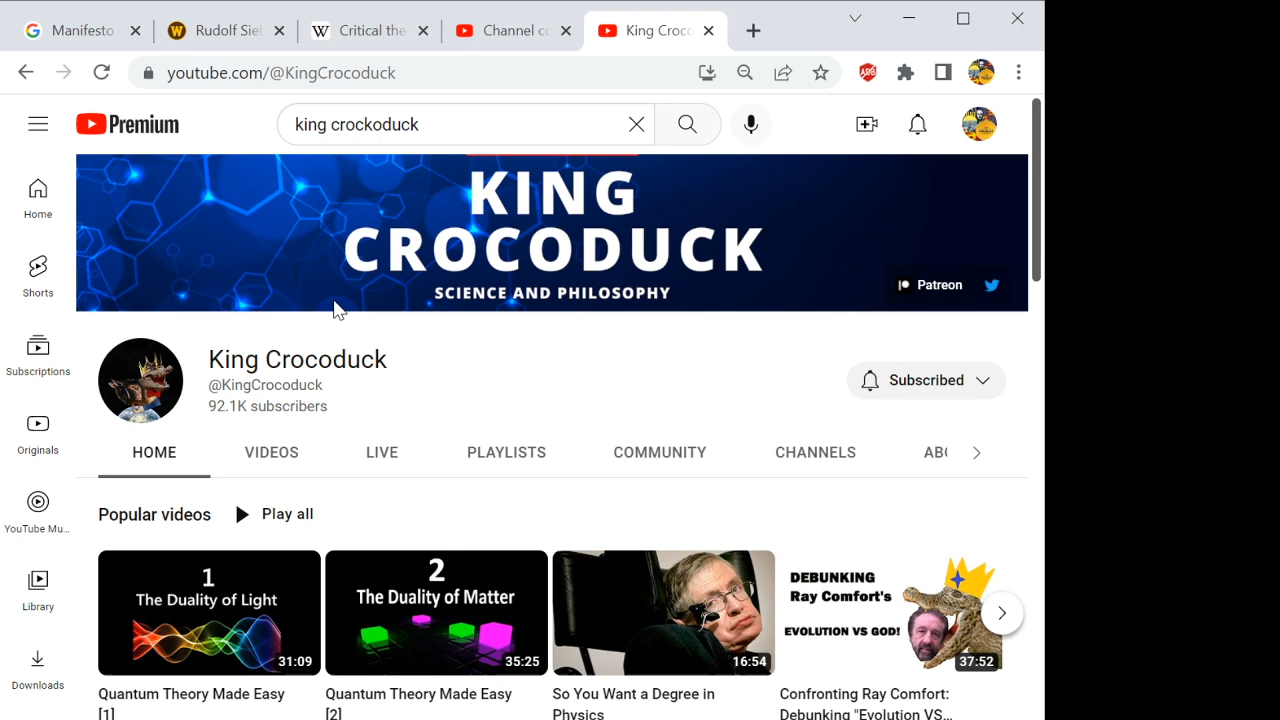 Manifesto
Rudolf Sie
Critical the
Channel co
King Croco
youtube.com/@KingCrocoduck
ABP
Premium
king crockoduck
KING
CROCODUCK
SCIENCE AND PHILOSOPHY
Patreon
Home
Shorts
Subscriptions
Originals
YouTube Mu...
Library
Downloads
King Crocoduck
@KingCrocoduck
92.1K subscribers
Subscribed
HOME VIDEOS LIVE PLAYLISTS COMMUNITY CHANNELS ABO
Popular videos Play all
1
The Duality of Light
31:09
2
The Duality of Matter
35:25
16:54
DEBUNKING
Ray Comfort's
EVOLUTION VS GOD!
37:52
Quantum Theory Made Easy
[1]
Quantum Theory Made Easy
[2]
So You Want a Degree in
Physics
Confronting Ray Comfort:
Debunking "Evolution VS...